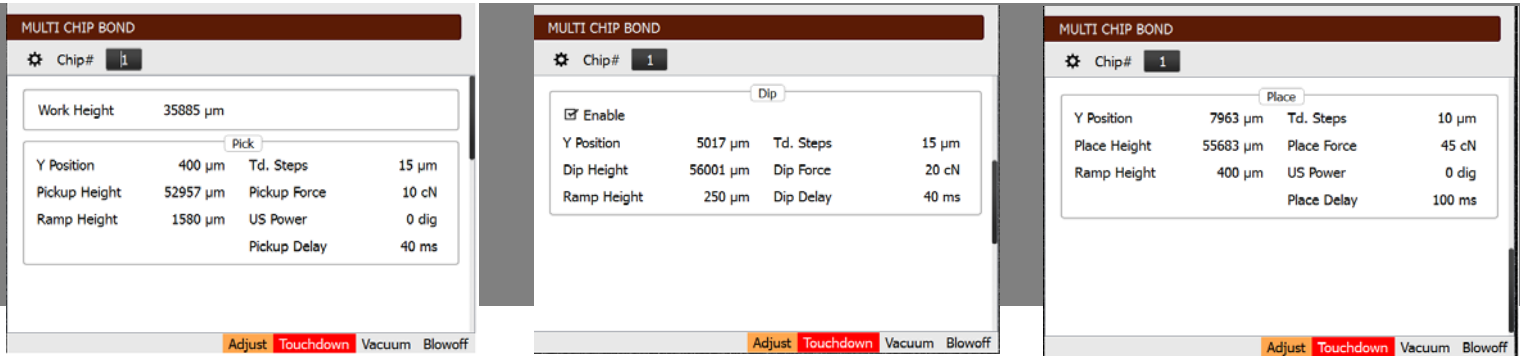 MULTI CHIP BOND
Chip# 1
Work Height 35885 µm
Pick
Y Position 400 µm Td. Steps 15 µm
Pickup Height 52957 µm Pickup Force 10 cN
Ramp Height 1580 µm US Power 0 dig
Pickup Delay 40 ms
Adjust Touchdown Vacuum Blowoff
MULTI CHIP BOND
Chip# 1
Dip
Enable
Y Position 5017 µm Td. Steps 15 µm
Dip Height 56001 µm Dip Force 20 cN
Ramp Height 250 µm Dip Delay 40 ms
Adjust Touchdown Vacuum Blowoff
MULTI CHIP BOND
Chip# 1
Place
Y Position 7963 µm Td. Steps 10 µm
Place Height 55683 µm Place Force 45 cN
Ramp Height 400 µm US Power 0 dig
Place Delay 100 ms
Adjust Touchdown Vacuum Blowoff